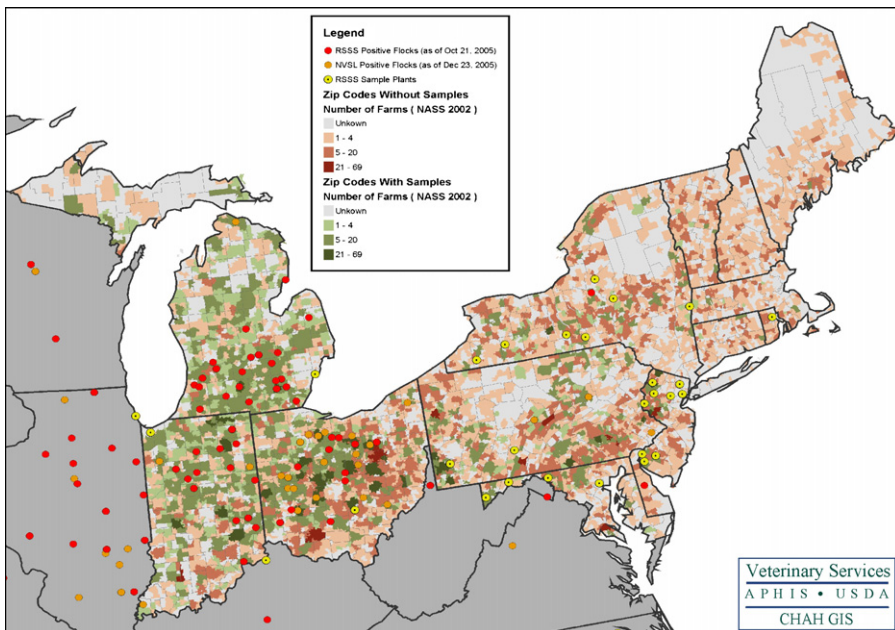 Legend
RSSS Positive Flocks (as of Oct 21, 2005)
NVSL Positive Flocks (as of Dec 23, 2005)
RSSS Sample Plants
Zip Codes Without Samples
Number of Farms ( NASS 2002 )
Unkown
1 - 4
5 - 20
21 - 69
Zip Codes With Samples
Number of Farms ( NASS 2002 )
Unkown
1 - 4
5 - 20
21 - 69
Veterinary Services
APHIS • USDA
CHAH GIS